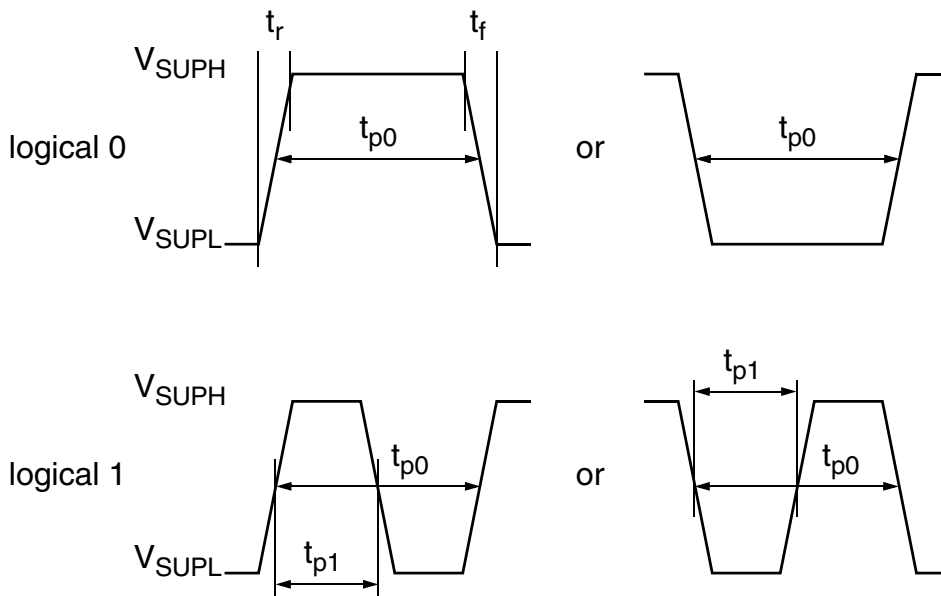 t_r t_f
V_SUPH
logical 0 t_p0 or t_p0
V_SUPL
t_p1
V_SUPH
logical 1 t_p0 or t_p0
V_SUPL t_p1